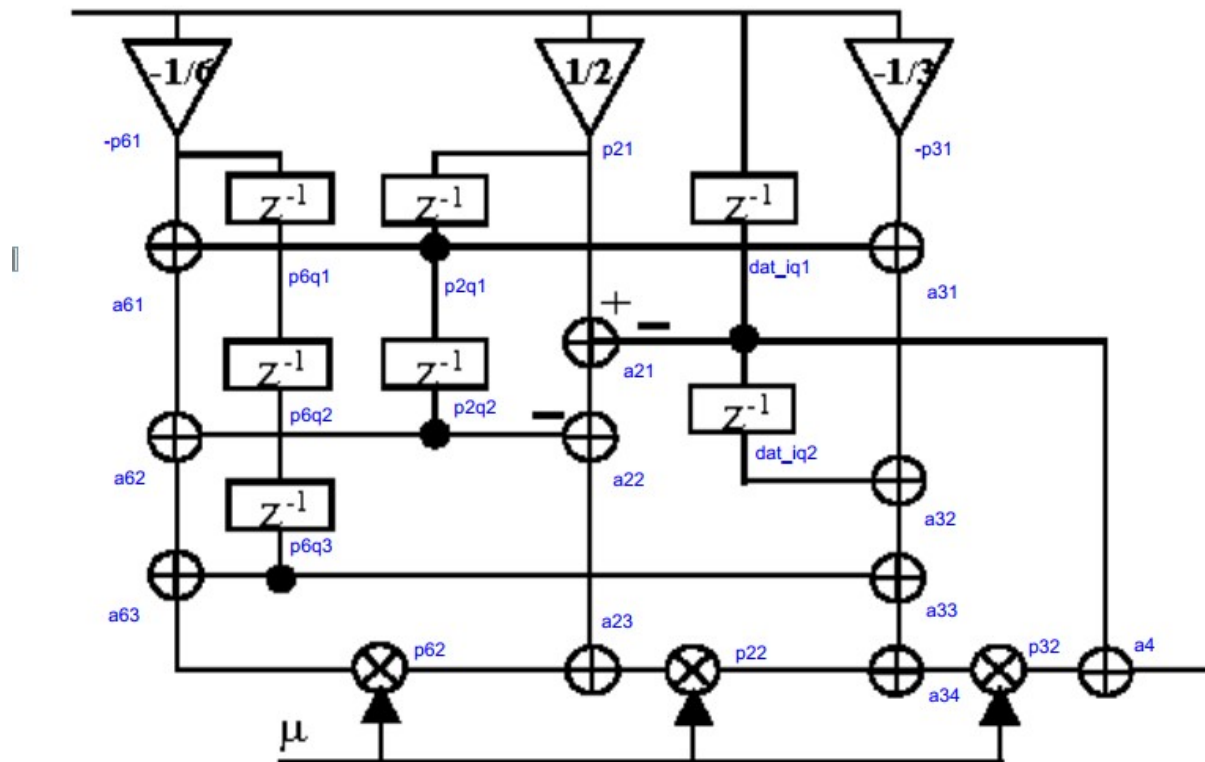 -1/6 1/2 -1/3
-p61 p21 -p31
z⁻¹ z⁻¹ z⁻¹
p6q1 p2q1 dat_iq1
a61 a31
+ −
z⁻¹ z⁻¹ a21
z⁻¹
p6q2 p2q2 −
dat_iq2
a62 a22
z⁻¹ a32
p6q3
a63 a23 a33
p62 p22 p32 a4
a34
μ